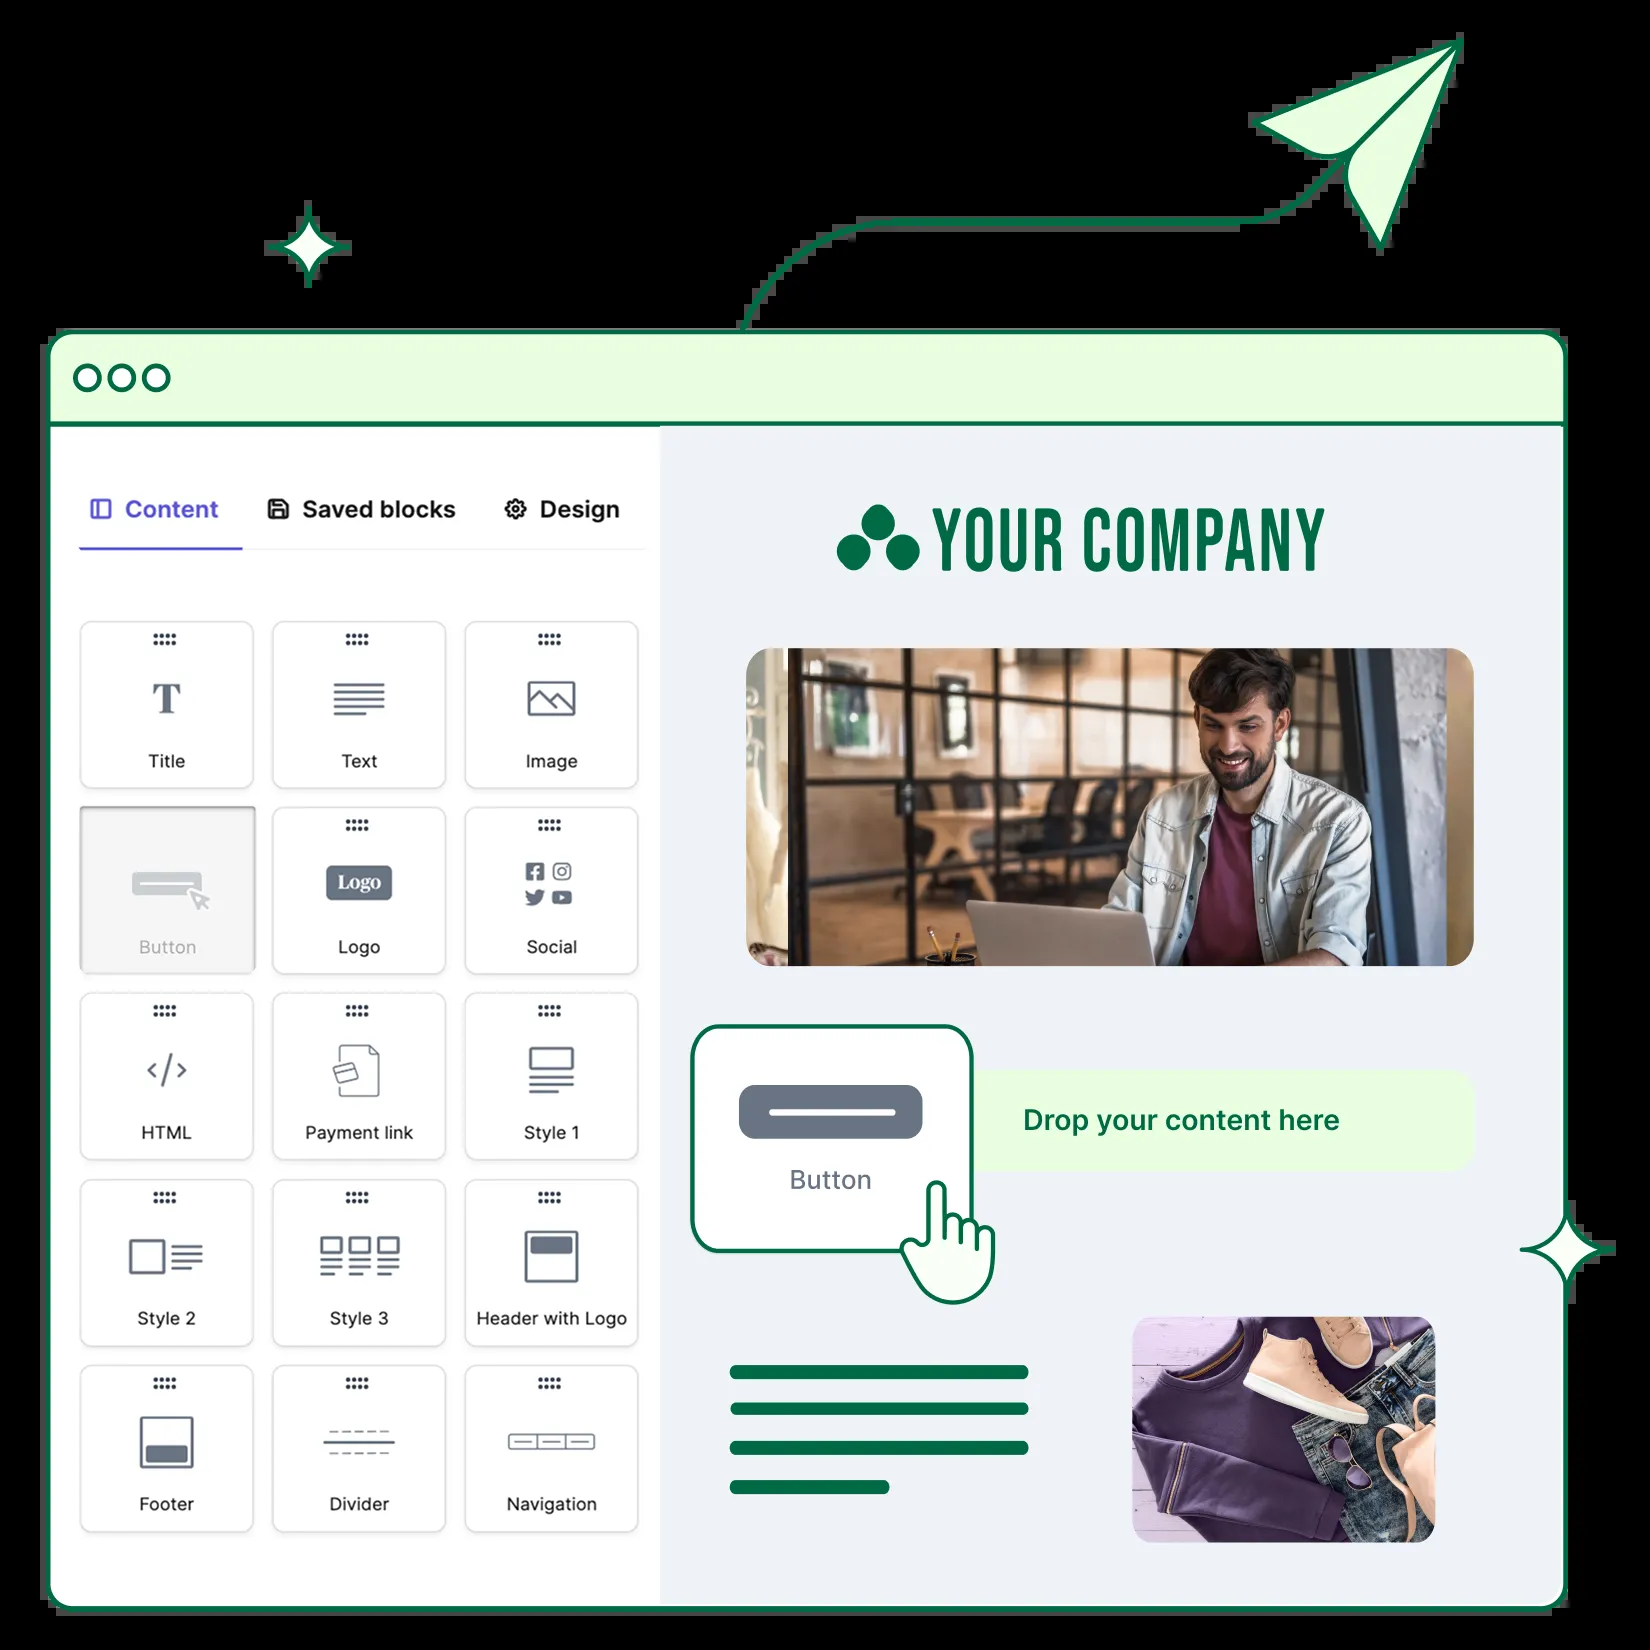 Content
Saved blocks
Design
YOUR COMPANY
T
Title
Text
Image
Button
Logo
Logo
Social
</>
HTML
Payment link
Style 1
Button
Drop your content here
Style 2
Style 3
Header with Logo
Footer
Divider
Navigation